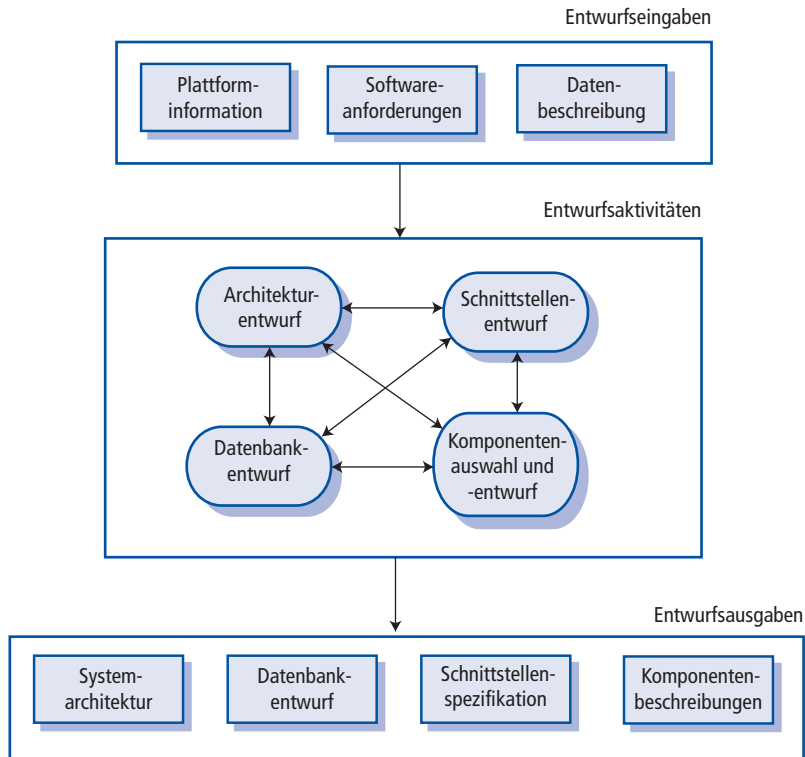 Entwurfseingaben
Plattform-
information
Software-
anforderungen
Daten-
beschreibung
Entwurfsaktivitäten
Architektur-
entwurf
Schnittstellen-
entwurf
Datenbank-
entwurf
Komponenten-
auswahl und
-entwurf
Entwurfsausgaben
System-
architektur
Datenbank-
entwurf
Schnittstellen-
spezifikation
Komponenten-
beschreibungen